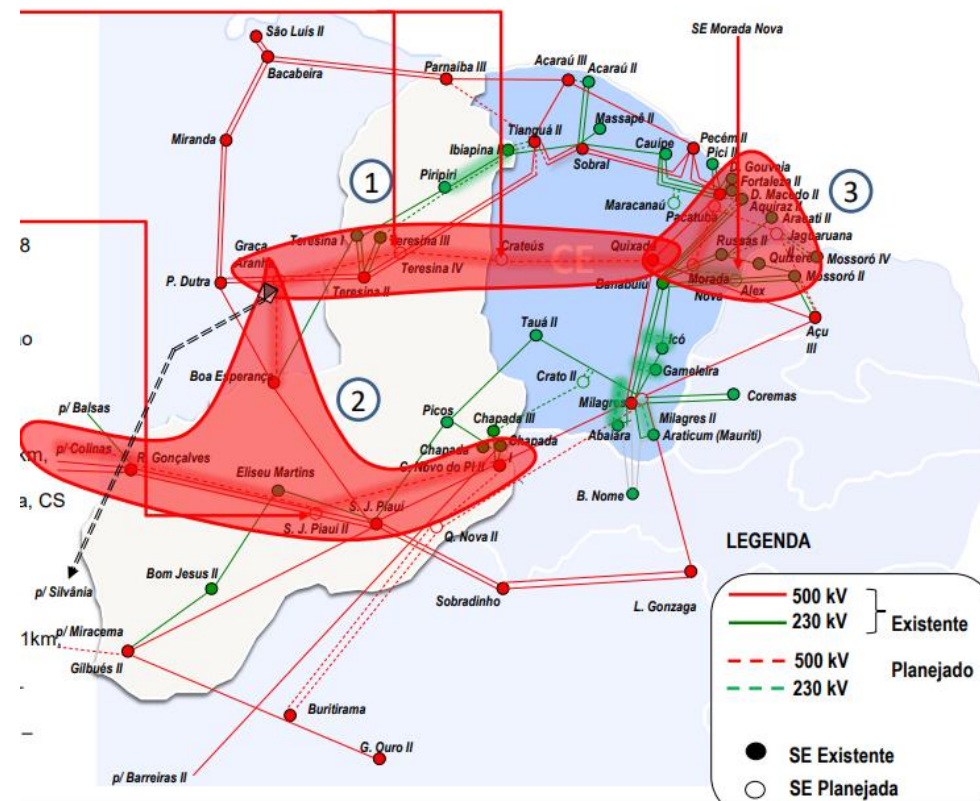 SE Morada Nova
São Luís II
Bacabeira
Parnaíba III
Acaraú III
Acaraú II
Massapê II
Miranda
Tianguá II
Ibiapina II
Sobral
Cauipe
Pecém II
Pici II
D. Gouveia
Fortaleza II
D. Macedo II
Aquiraz II
Piripiri
1
Maracanaú
Pacatuba
3
Aracati II
Jaguaruana
8
Graça
Aranha
Teresina I
Teresina III
Teresina IV
Crateús
CE
Quixadá
Russas II
Quixeré
Mossoró IV
Mossoró II
P. Dutra
Teresina II
Banabuiú
Morada
Nova
Alex
Açu
III
Tauá II
Icó
Boa Esperança
Crato II
Gameleira
p/ Balsas
2
Picos
Chapada III
Milagres
Coremas
p/ Colinas
R. Gonçalves
Chapada
Chapada
I
Abaiara
Milagres II
Araticum (Mauriti)
km,
Eliseu Martins
C. Novo do PI II
a, CS
S. J. Piauí
S. J. Piauí II
Q. Nova II
B. Nome
Bom Jesus II
p/ Silvânia
Sobradinho
L. Gonzaga
1km,
p/ Miracema
Gilbués II
Buritirama
G. Ouro II
p/ Barreiras II
LEGENDA
500 kV
230 kV
Existente
500 kV
230 kV
Planejado
SE Existente
SE Planejada